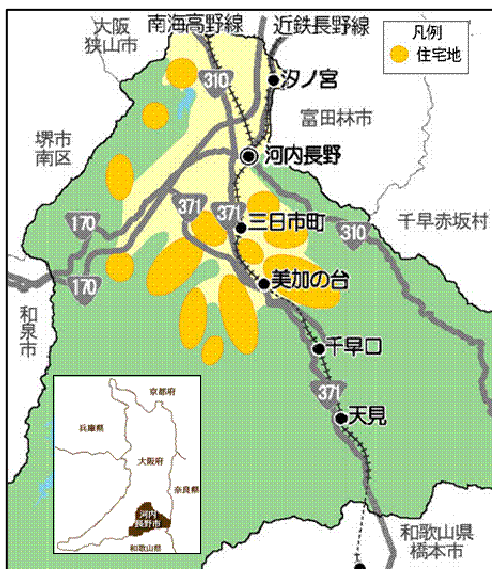 大阪
狭山市
南海高野線
近鉄長野線
凡例
住宅地
310
汐ノ宮
富田林市
堺市
南区
河内長野
371
371
三日市町
170
310
千早赤坂村
170
美加の台
和泉市
千早口
371
天見
京都府
兵庫県
大阪府
奈良県
河内
長野市
和歌山県
和歌山県
橋本市